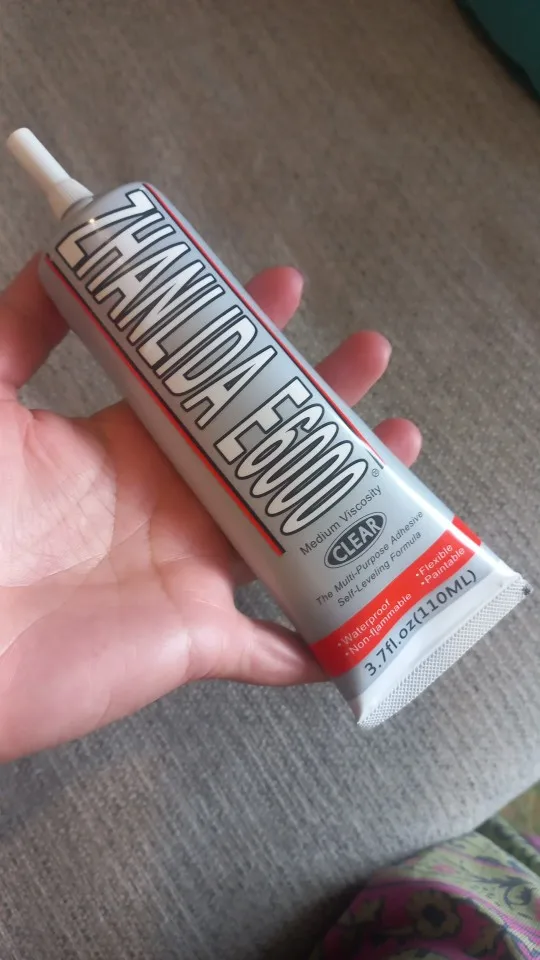 ZHANLIDA E6000®
Medium Viscosity
CLEAR
The Multi-Purpose Adhesive
Self-Leveling Formula
•Waterproof •Flexible
•Non-flammable •Paintable
3.7fl.oz(110ML)